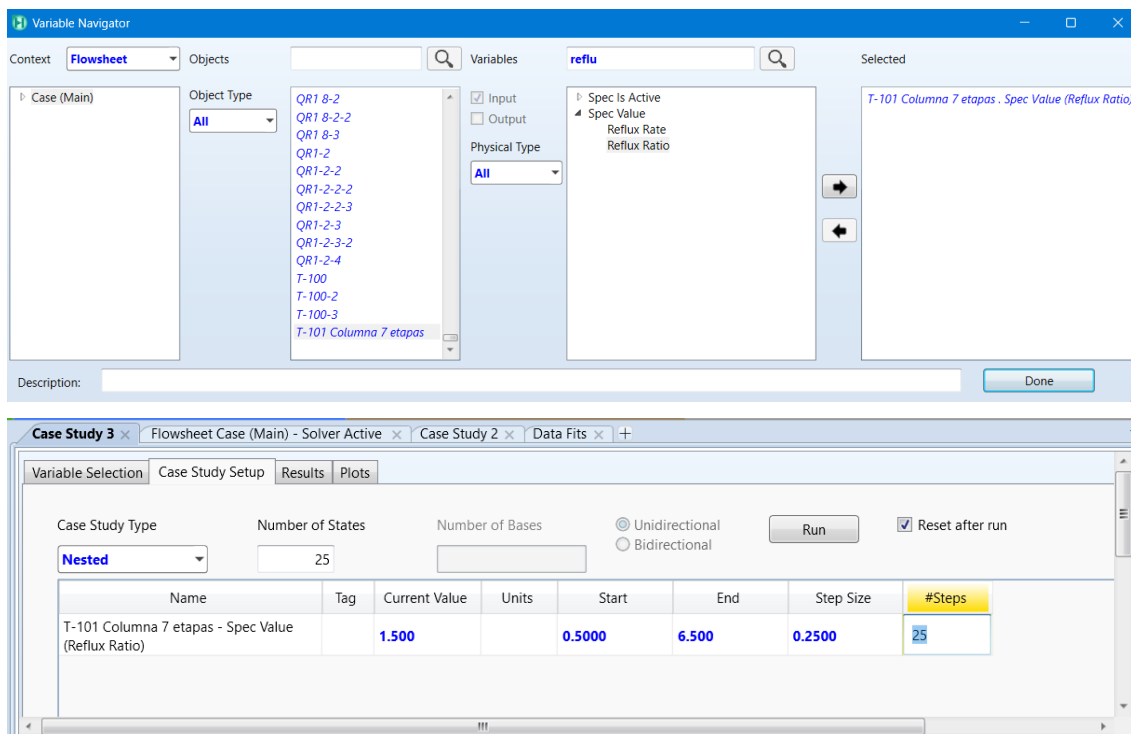 Variable Navigator
Context Flowsheet Objects Variables reflu Selected
Case (Main)
Object Type
All
QR1 8-2
QR1 8-2-2
QR1 8-3
QR1-2
QR1-2-2
QR1-2-2-2
QR1-2-2-3
QR1-2-3
QR1-2-3-2
QR1-2-4
T-100
T-100-2
T-100-3
T-101 Columna 7 etapas
Input
Output
Physical Type
All
Spec Is Active
Spec Value
Reflux Rate
Reflux Ratio
T-101 Columna 7 etapas . Spec Value (Reflux Ratio)
Description:
Done
Case Study 3 Flowsheet Case (Main) - Solver Active Case Study 2 Data Fits
Variable Selection Case Study Setup Results Plots
Case Study Type Number of States Number of Bases Unidirectional Run Reset after run
Bidirectional
Nested 25
Name Tag Current Value Units Start End Step Size #Steps
T-101 Columna 7 etapas - Spec Value
(Reflux Ratio) 1.500 0.5000 6.500 0.2500 25